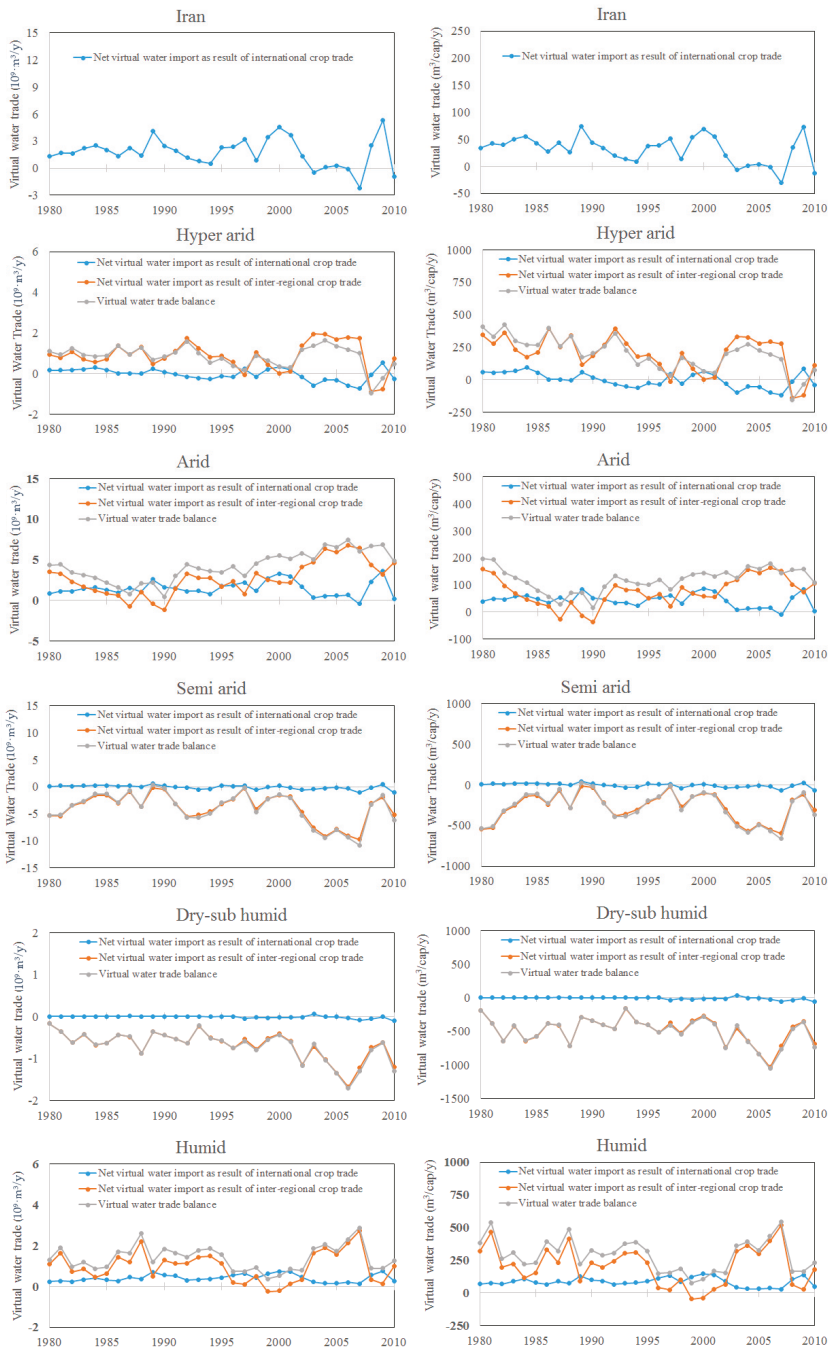 Iran
Virtual water trade (10⁹·m³/y)
15
12
9
6
3
0
-3
Net virtual water import as result of international crop trade
1980 1985 1990 1995 2000 2005 2010
Iran
Virtual water trade (m³/cap/y)
250
200
150
100
50
0
-50
Net virtual water import as result of international crop trade
1980 1985 1990 1995 2000 2005 2010
Hyper arid
Virtual Water Trade (10⁹·m³/y)
6
4
2
0
-2
Net virtual water import as result of international crop trade
Net virtual water import as result of inter-regional crop trade
Virtual water trade balance
1980 1985 1990 1995 2000 2005 2010
Hyper arid
Virtual Water Trade (m³/cap/y)
1000
750
500
250
0
-250
Net virtual water import as result of international crop trade
Net virtual water import as result of inter-regional crop trade
Virtual water trade balance
1980 1985 1990 1995 2000 2005 2010
Arid
Virtual water trade (10⁹·m³/y)
15
10
5
0
-5
Net virtual water import as result of international crop trade
Net virtual water import as result of inter-regional crop trade
Virtual water trade balance
1980 1985 1990 1995 2000 2005 2010
Arid
Virtual water trade (m³/cap/y)
500
400
300
200
100
0
-100
Net virtual water import as result of international crop trade
Net virtual water import as result of inter-regional crop trade
Virtual water trade balance
1980 1985 1990 1995 2000 2005 2010
Semi arid
Virtual Water Trade (10⁹·m³/y)
15
10
5
0
-5
-10
-15
Net virtual water import as result of international crop trade
Net virtual water import as result of inter-regional crop trade
Virtual water trade balance
1980 1985 1990 1995 2000 2005 2010
Semi arid
Virtual Water Trade (m³/cap/y)
1000
500
0
-500
-1000
Net virtual water import as result of international crop trade
Net virtual water import as result of inter-regional crop trade
Virtual water trade balance
1980 1985 1990 1995 2000 2005 2010
Dry-sub humid
Virtual water trade (10⁹·m³/y)
2
1
0
-1
-2
Net virtual water import as result of international crop trade
Net virtual water import as result of inter-regional crop trade
Virtual water trade balance
1980 1985 1990 1995 2000 2005 2010
Dry-sub humid
Virtual water trade (m³/cap/y)
1000
500
0
-500
-1000
-1500
Net virtual water import as result of international crop trade
Net virtual water import as result of inter-regional crop trade
Virtual water trade balance
1980 1985 1990 1995 2000 2005 2010
Humid
Virtual water trade (10⁹·m³/y)
6
4
2
0
-2
Net virtual water import as result of international crop trade
Net virtual water import as result of inter-regional crop trade
Virtual water trade balance
1980 1985 1990 1995 2000 2005 2010
Humid
Virtual water trade (m³/cap/y)
1000
750
500
250
0
-250
Net virtual water import as result of international crop trade
Net virtual water import as result of inter-regional crop trade
Virtual water trade balance
1980 1985 1990 1995 2000 2005 2010